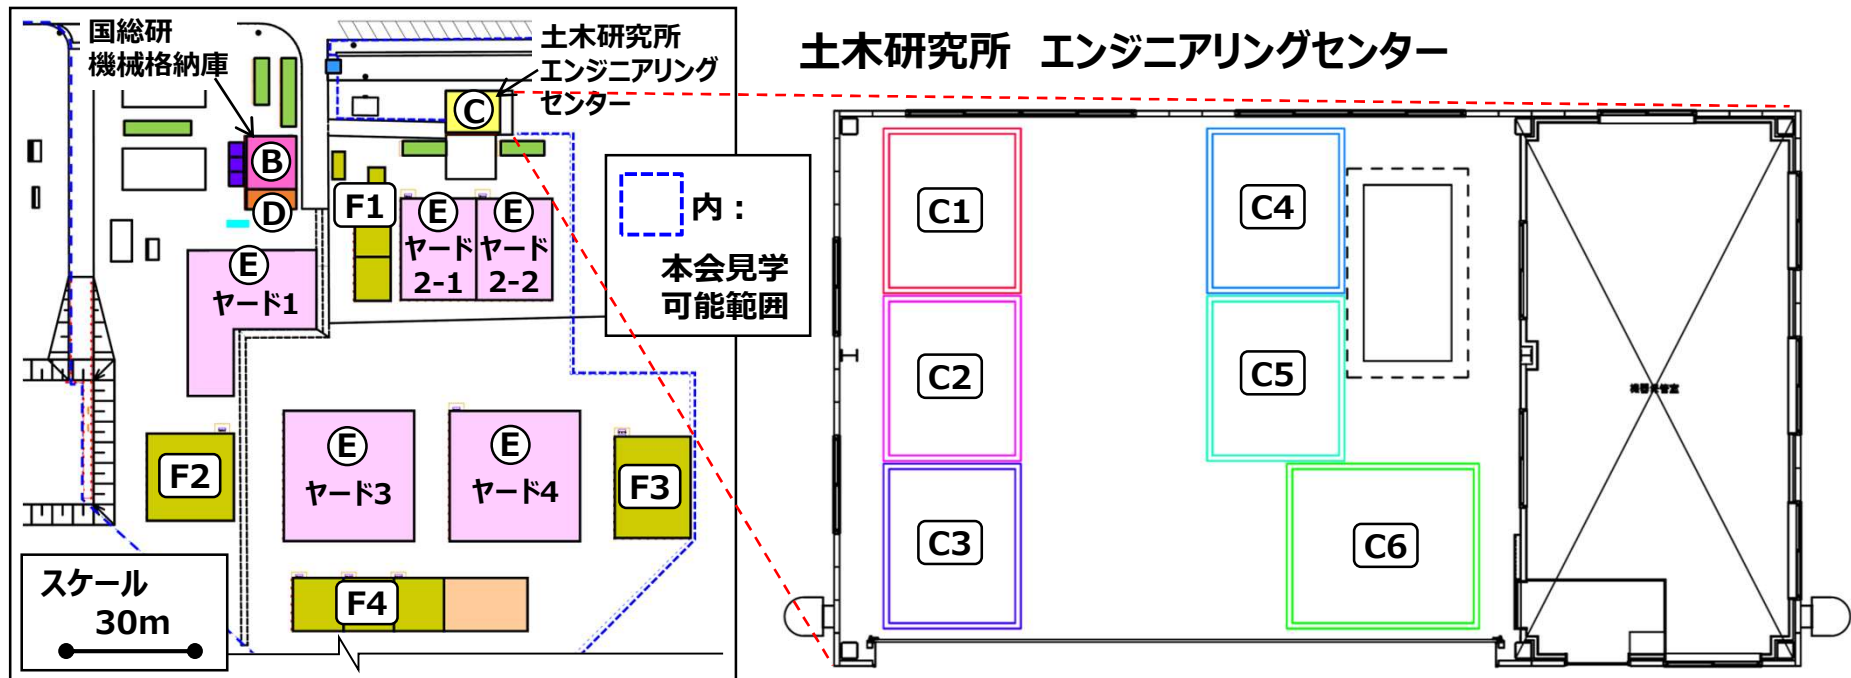 国総研
機械格納庫
土木研究所
エンジニアリング
センター
C
B
D
F1
E
ヤード
2-1
E
ヤード
2-2
E
ヤード1
内：
本会見学
可能範囲
E
ヤード3
E
ヤード4
F2
F3
F4
スケール
30m
土木研究所　エンジニアリングセンター
C1
C4
C2
C5
C3
C6